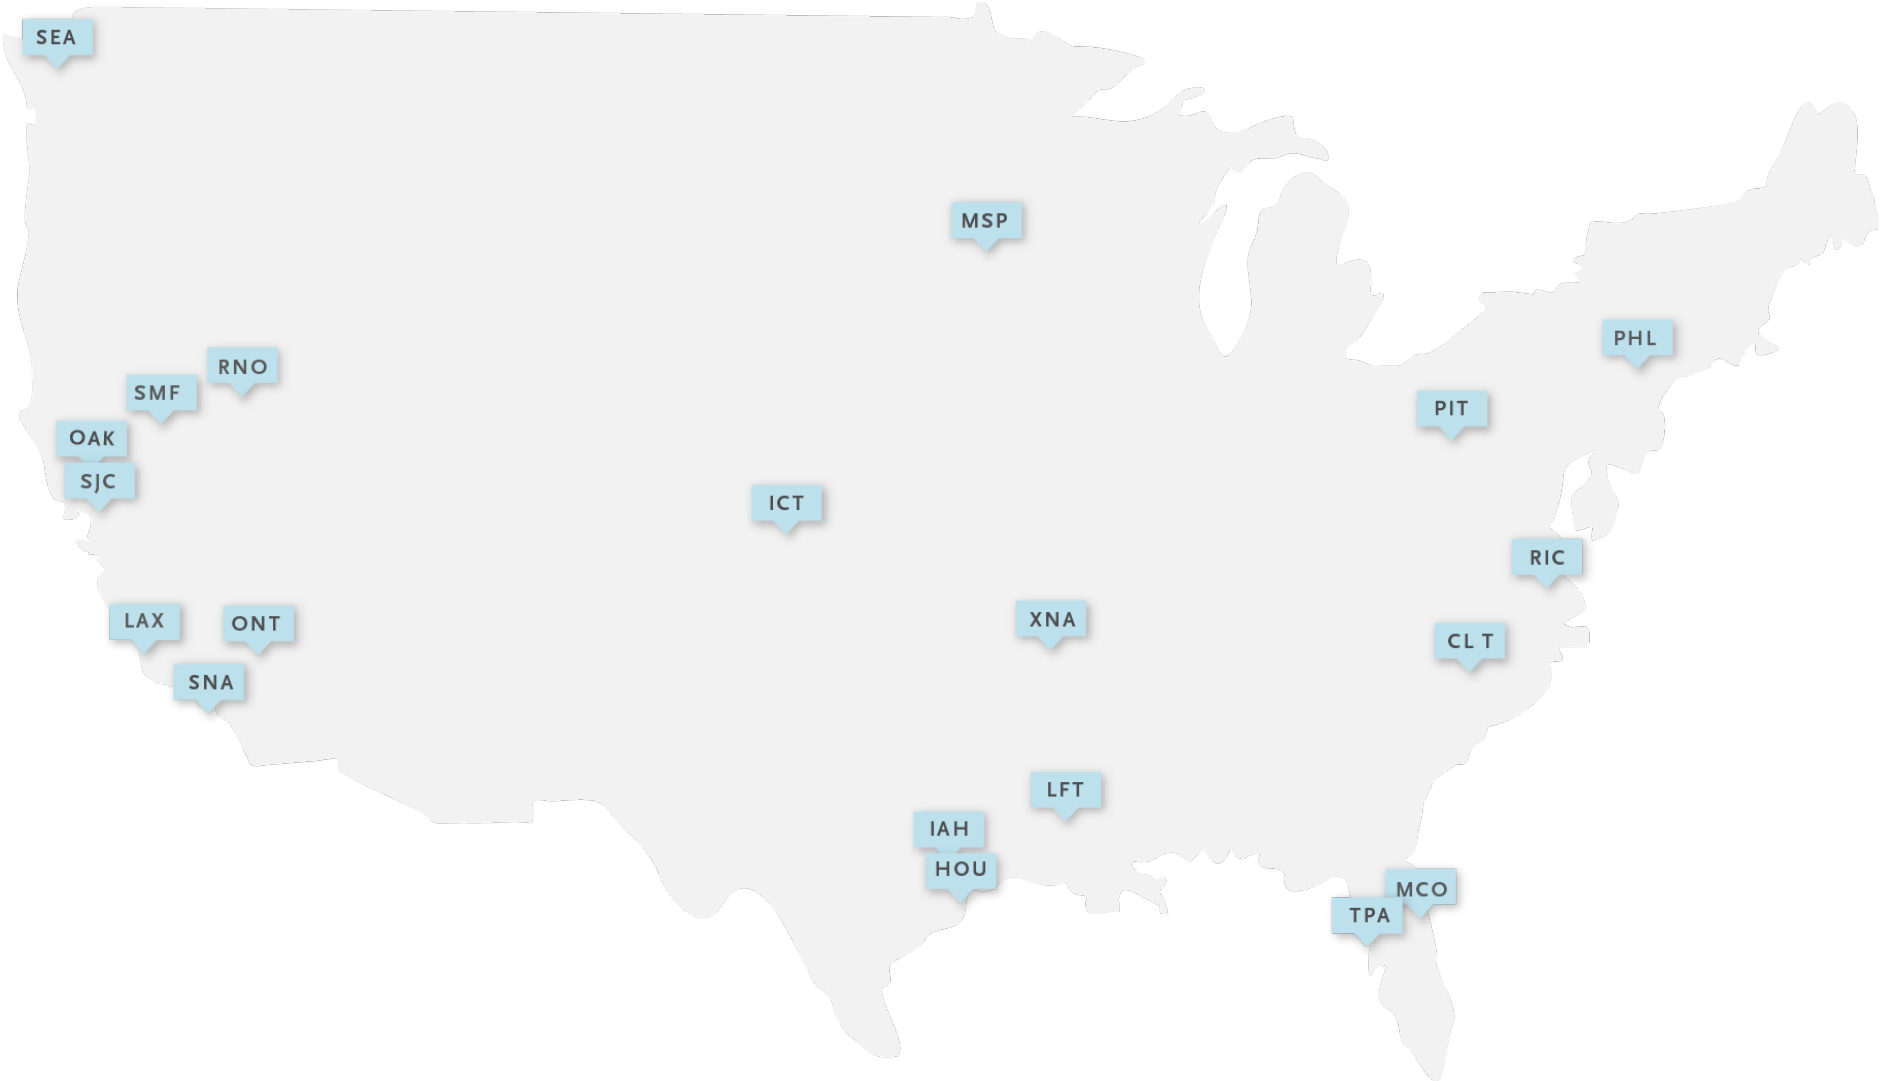 SEA
MSP
PHL
RNO
SMF
PIT
OAK
SJC
ICT
RIC
LAX
ONT
XNA
CL T
SNA
LFT
IAH
HOU
MCO
TPA